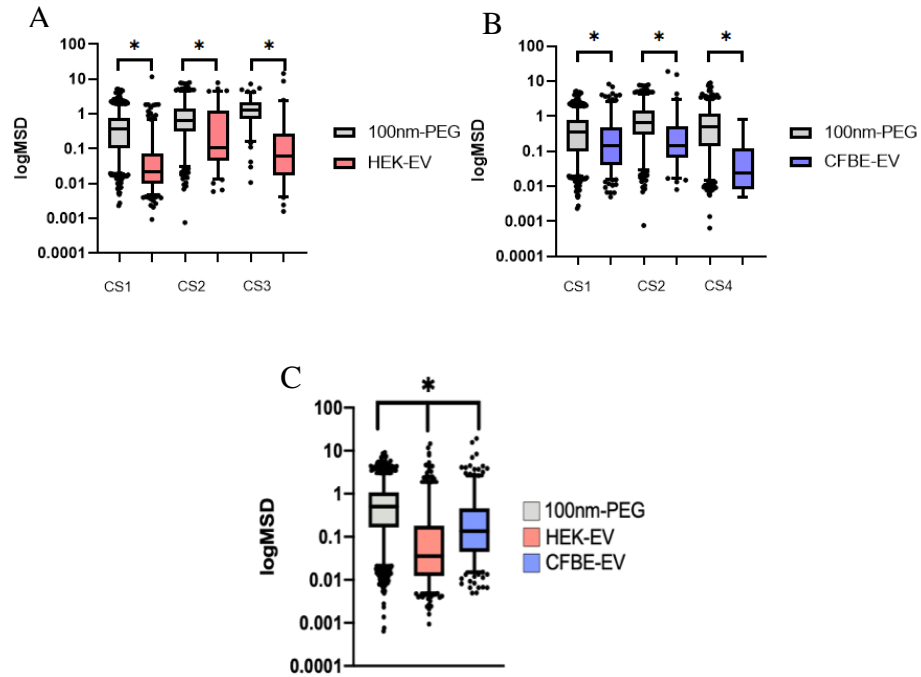 A
* * *
100
10
1
0.1
0.01
0.001
0.0001
logMSD
CS1 CS2 CS3
100nm-PEG
HEK-EV
B
* * *
100
10
1
0.1
0.01
0.001
0.0001
logMSD
CS1 CS2 CS4
100nm-PEG
CFBE-EV
C
*
100
10
1
0.1
0.01
0.001
0.0001
logMSD
100nm-PEG
HEK-EV
CFBE-EV